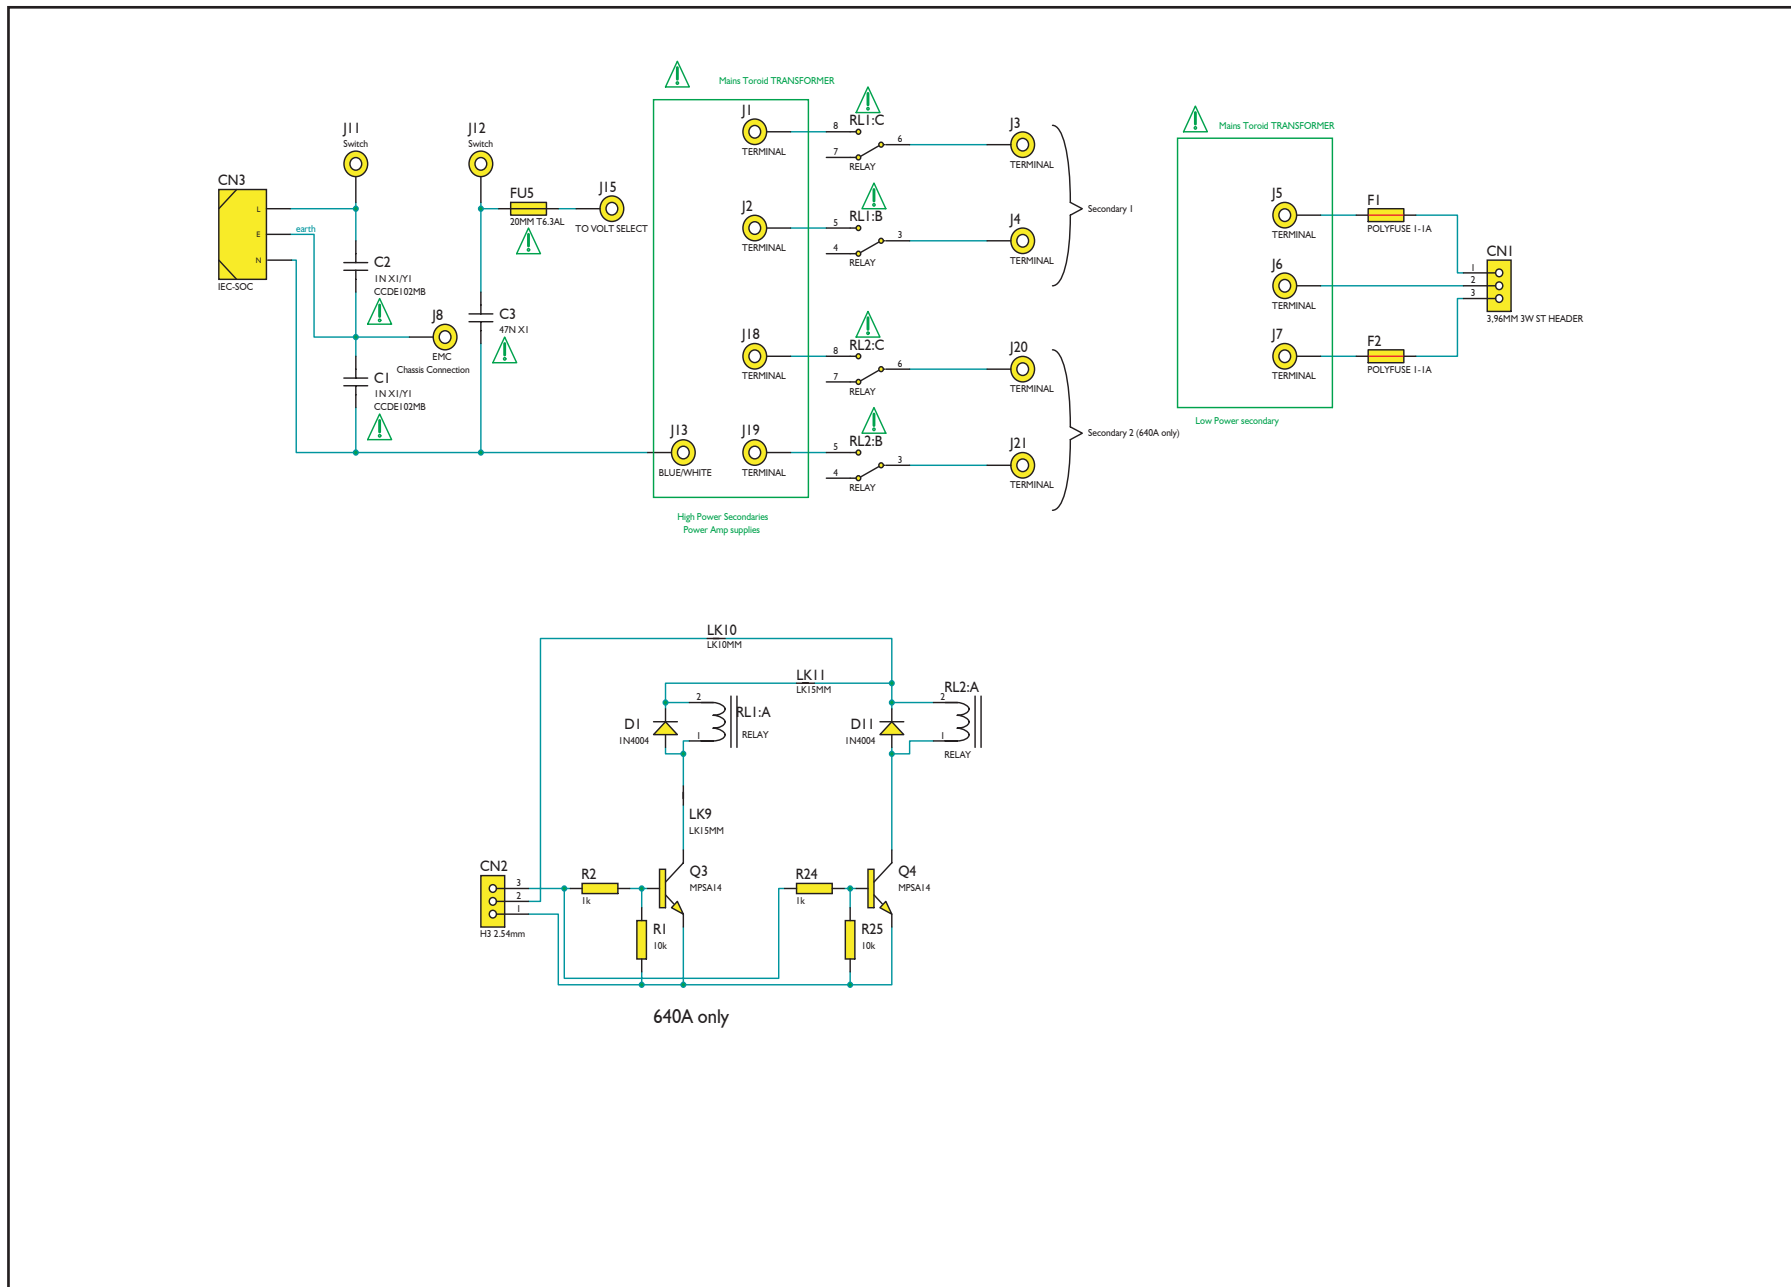 Mains Toroid TRANSFORMER
J11
Switch
J12
Switch
CN3
L
E
N
IEC-SOC
earth
FU5
20MM T6.3AL
J15
TO VOLT SELECT
C2
1N X1/Y1
CCDE102MB
J8
EMC
Chassis Connection
C3
47N X1
C1
1N X1/Y1
CCDE102MB
J13
BLUE/WHITE
J1
TERMINAL
8
7
RL1:C
6
RELAY
J3
TERMINAL
J2
TERMINAL
5
4
RL1:B
3
RELAY
J4
TERMINAL
Secondary 1
J18
TERMINAL
8
7
RL2:C
6
RELAY
J20
TERMINAL
J19
TERMINAL
5
4
RL2:B
3
RELAY
J21
TERMINAL
Secondary 2 (640A only)
High Power Secondaries
Power Amp supplies
Mains Toroid TRANSFORMER
J5
TERMINAL
F1
POLYFUSE 1-1A
J6
TERMINAL
J7
TERMINAL
F2
POLYFUSE 1-1A
CN1
1
2
3
3,96MM 3W ST HEADER
Low Power secondary
LK10
LK10MM
LK11
LK15MM
D1
1N4004
2
1
RL1:A
RELAY
D11
1N4004
2
1
RL2:A
RELAY
LK9
LK15MM
CN2
3
2
1
H3 2.54mm
R2
1k
Q3
MPSA14
R1
10k
R24
1k
Q4
MPSA14
R25
10k
640A only